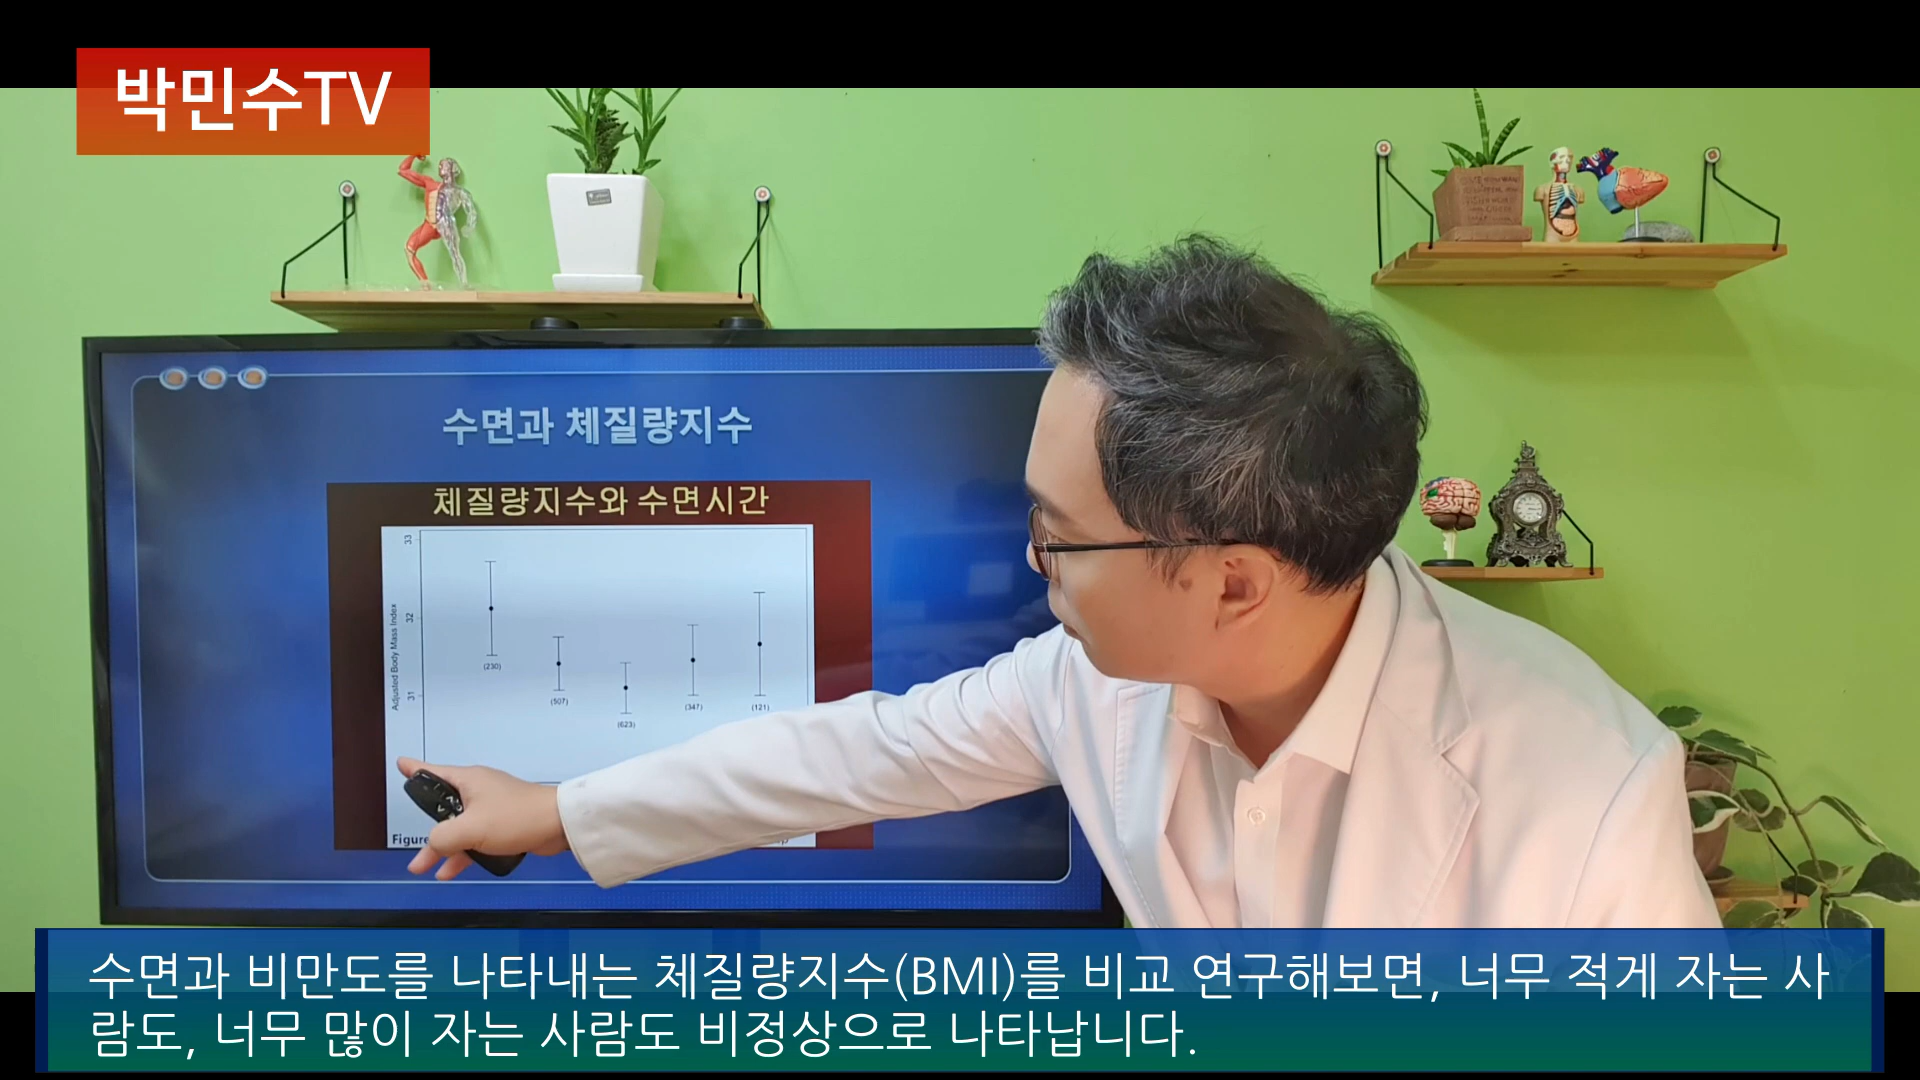 박민수TV
수면과 체질량지수
체질량지수와 수면시간
33
32
31
Adjusted Body Mass Index
(230)
(507)
(623)
(347)
(121)
Figure
수면과 비만도를 나타내는 체질량지수(BMI)를 비교 연구해보면, 너무 적게 자는 사
람도, 너무 많이 자는 사람도 비정상으로 나타납니다.